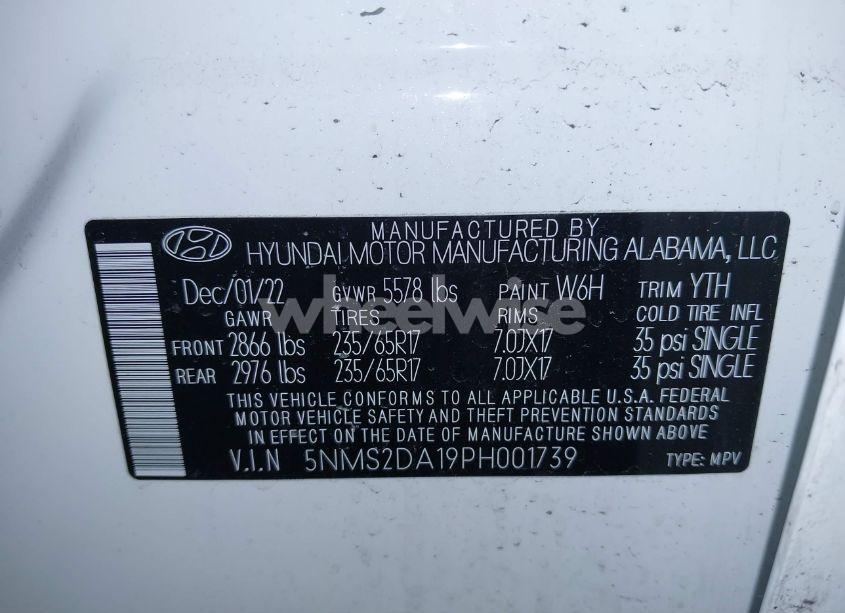 MANUFACTURED BY
HYUNDAI MOTOR MANUFACTURING ALABAMA, LLC
Dec/01/22 GVWR 5578 lbs PAINT W6H TRIM YTH
GAWR TIRES RIMS COLD TIRE INFL
FRONT 2866 lbs 235/65R17 7.0JX17 35 psi SINGLE
REAR 2976 lbs 235/65R17 7.0JX17 35 psi SINGLE
THIS VEHICLE CONFORMS TO ALL APPLICABLE U.S.A. FEDERAL
MOTOR VEHICLE SAFETY AND THEFT PREVENTION STANDARDS
IN EFFECT ON THE DATE OF MANUFACTURE SHOWN ABOVE
V.I.N 5NMS2DA19PH001739 TYPE: MPV
wheelwise